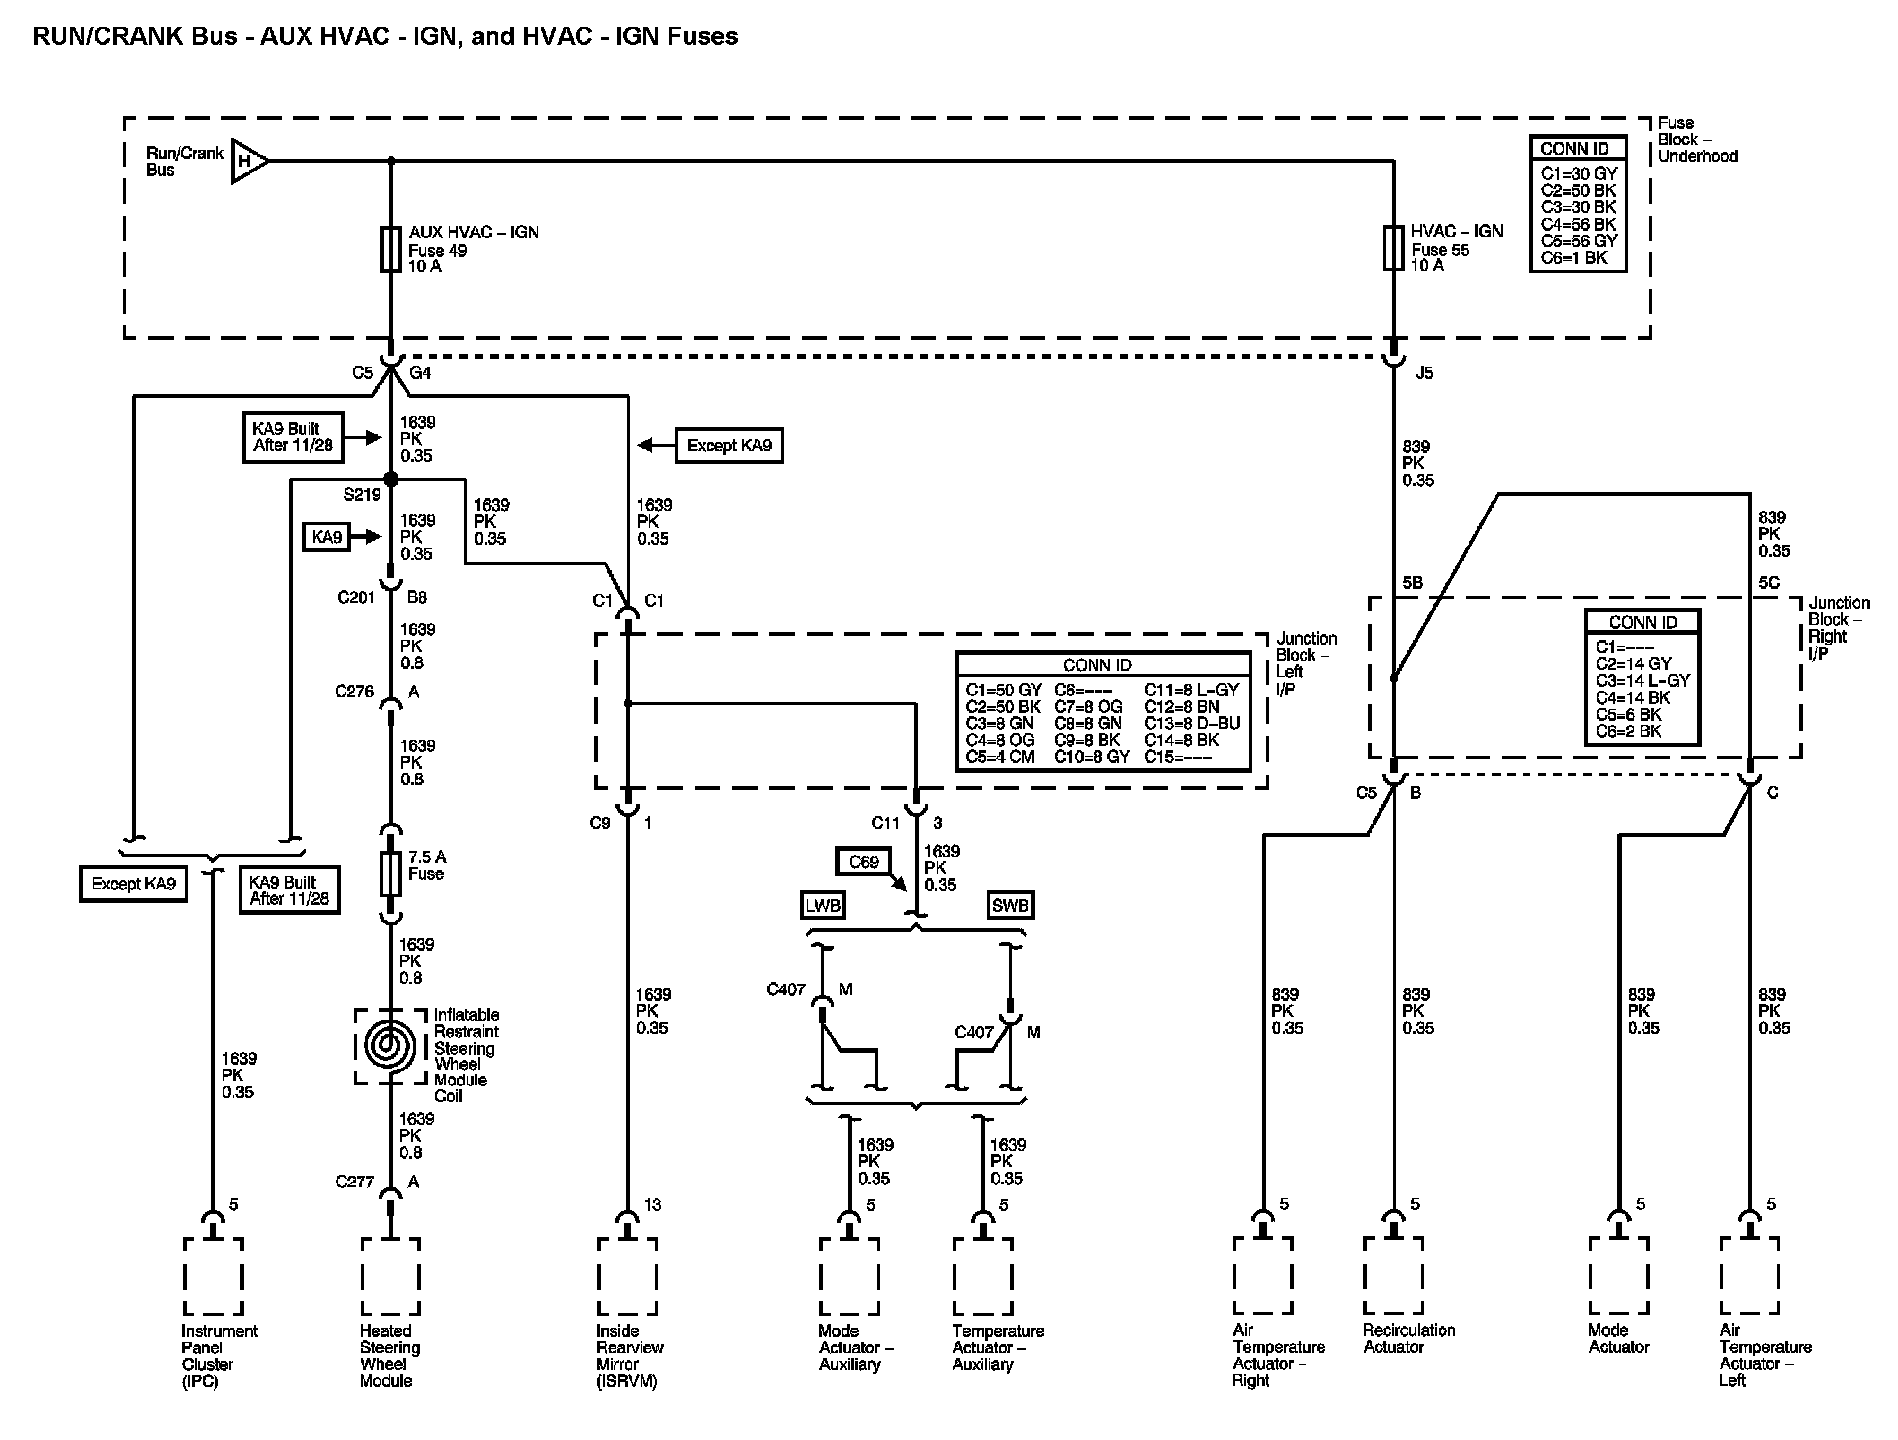 RUN/CRANK Bus - AUX HVAC - IGN, and HVAC - IGN Fuses
Run/Crank
Bus
H
Fuse
Block –
Underhood
CONN ID
C1=30 GY
C2=50 BK
C3=30 BK
C4=56 BK
C5=56 GY
C6=1 BK
AUX HVAC – IGN
Fuse 49
10 A
HVAC – IGN
Fuse 55
10 A
C5
G4
J5
KA9 Built
After 11/28
1639
PK
0.35
Except KA9
839
PK
0.35
S219
KA9
1639
PK
0.35
1639
PK
0.35
1639
PK
0.35
839
PK
0.35
5B
5C
C201
B8
C1
C1
1639
PK
0.8
Junction
Block –
Left
I/P
CONN ID
C1=50 GY C6=––– C11=8 L–GY
C2=50 BK C7=8 OG C12=8 BN
C3=8 GN C8=8 GN C13=8 D–BU
C4=8 OG C9=8 BK C14=8 BK
C5=4 CM C10=8 GY C15=–––
Junction
Block –
Right
I/P
CONN ID
C1=–––
C2=14 GY
C3=14 L–GY
C4=14 BK
C5=6 BK
C6=2 BK
C276
A
1639
PK
0.8
C9
1
C11
3
C5
B
C
7.5 A
Fuse
C69
1639
PK
0.35
Except KA9
KA9 Built
After 11/28
LWB
SWB
1639
PK
0.8
C407
M
C407
M
1639
PK
0.35
839
PK
0.35
839
PK
0.35
839
PK
0.35
839
PK
0.35
Inflatable
Restraint
Steering
Wheel
Module
Coil
1639
PK
0.35
1639
PK
0.8
1639
PK
0.35
1639
PK
0.35
C277
A
5
13
5
5
5
5
5
5
Instrument
Panel
Cluster
(IPC)
Heated
Steering
Wheel
Module
Inside
Rearview
Mirror
(ISRVM)
Mode
Actuator –
Auxiliary
Temperature
Actuator –
Auxiliary
Air
Temperature
Actuator –
Right
Recirculation
Actuator
Mode
Actuator
Air
Temperature
Actuator –
Left